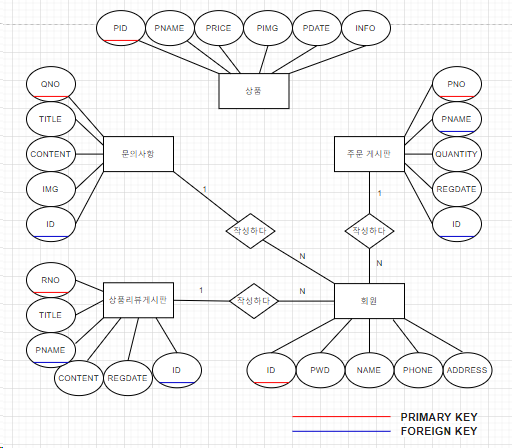 PID PNAME PRICE PIMG PDATE INFO
상품
QNO
TITLE
CONTENT
IMG
ID
문의사항
PNO
PNAME
QUANTITY
REGDATE
ID
주문 게시판
1
작성하다
N
1
작성하다
N
RNO
TITLE
PNAME
CONTENT
REGDATE
ID
상품리뷰게시판
1
작성하다
N
회원
ID PWD NAME PHONE ADDRESS
PRIMARY KEY
FOREIGN KEY